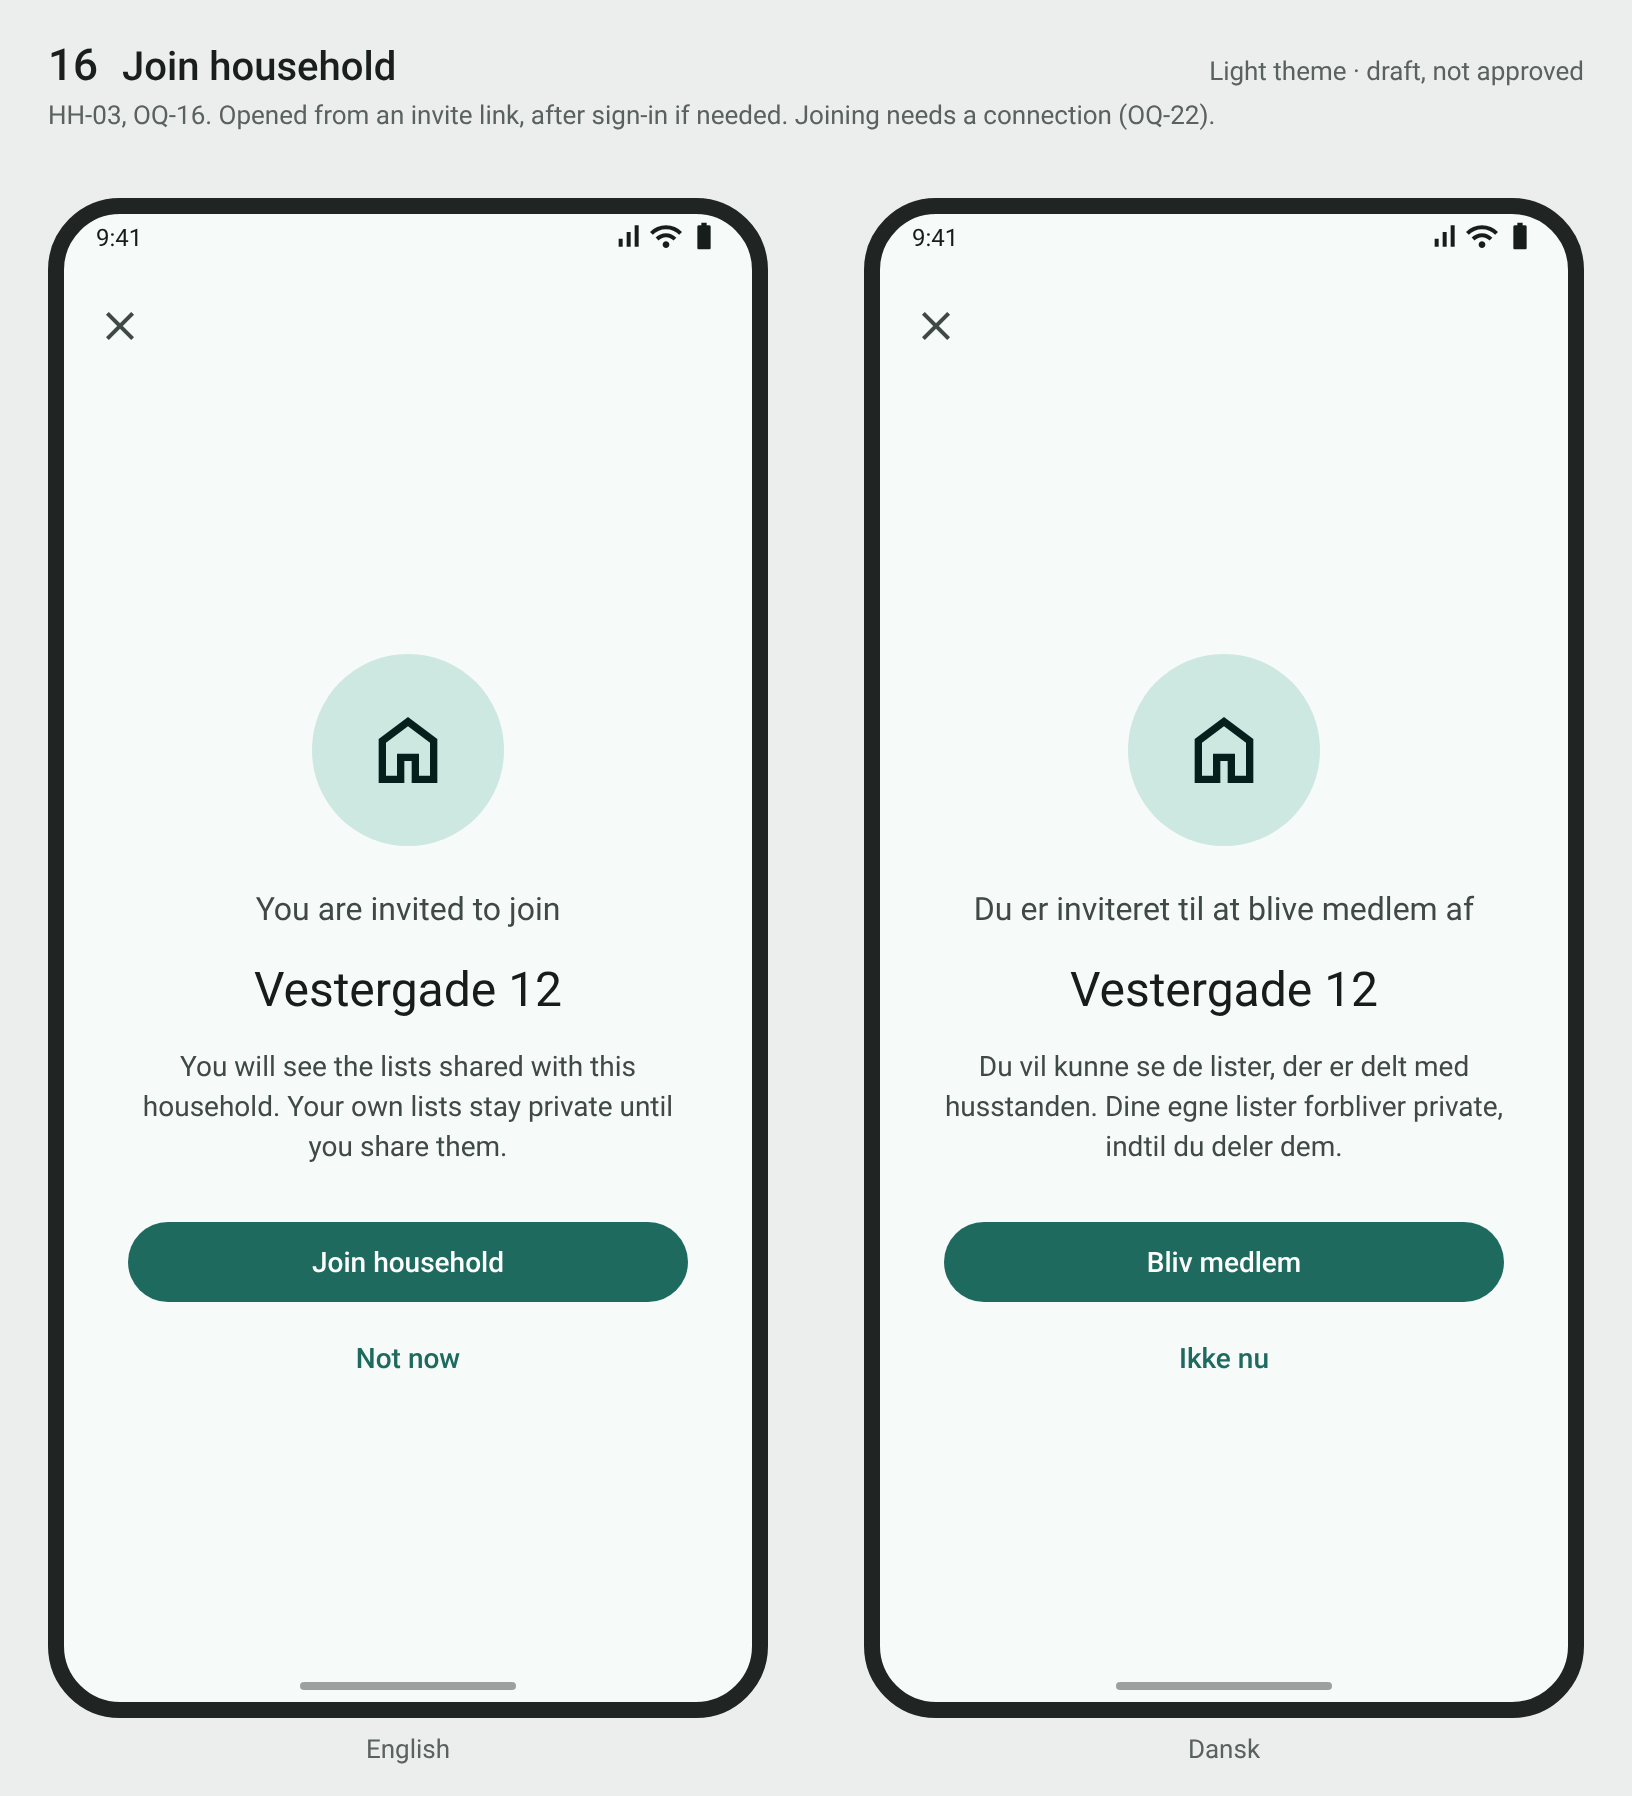 16 Join household
Light theme · draft, not approved
HH-03, OQ-16. Opened from an invite link, after sign-in if needed. Joining needs a connection (OQ-22).
9:41
You are invited to join
Vestergade 12
You will see the lists shared with this
household. Your own lists stay private until
you share them.
Join household
Not now
English
9:41
Du er inviteret til at blive medlem af
Vestergade 12
Du vil kunne se de lister, der er delt med
husstanden. Dine egne lister forbliver private,
indtil du deler dem.
Bliv medlem
Ikke nu
Dansk